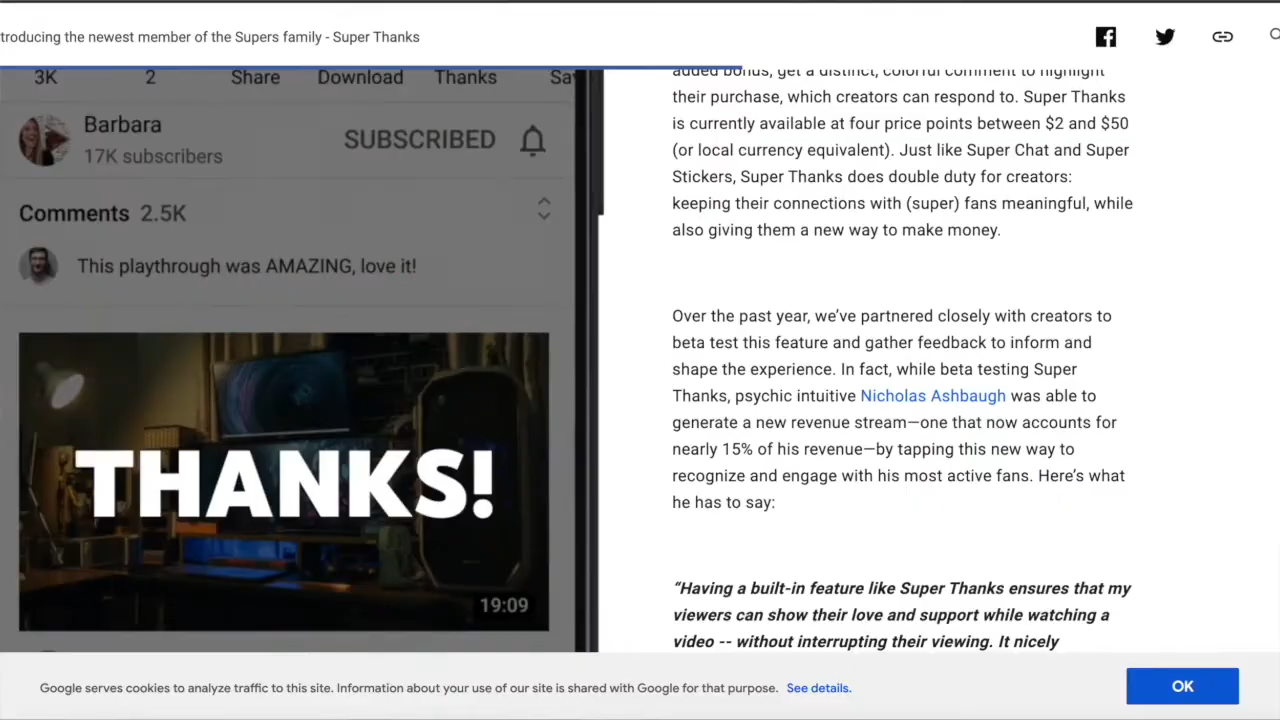 troducing the newest member of the Supers family - Super Thanks
3K
2
Share
Download
Thanks
Sav
Barbara
17K subscribers
SUBSCRIBED
Comments 2.5K
This playthrough was AMAZING, love it!
THANKS!
19:09
added bonus, get a distinct, colorful comment to highlight
their purchase, which creators can respond to. Super Thanks
is currently available at four price points between $2 and $50
(or local currency equivalent). Just like Super Chat and Super
Stickers, Super Thanks does double duty for creators:
keeping their connections with (super) fans meaningful, while
also giving them a new way to make money.
Over the past year, we’ve partnered closely with creators to
beta test this feature and gather feedback to inform and
shape the experience. In fact, while beta testing Super
Thanks, psychic intuitive Nicholas Ashbaugh was able to
generate a new revenue stream—one that now accounts for
nearly 15% of his revenue—by tapping this new way to
recognize and engage with his most active fans. Here’s what
he has to say:
“Having a built-in feature like Super Thanks ensures that my
viewers can show their love and support while watching a
video -- without interrupting their viewing. It nicely
Google serves cookies to analyze traffic to this site. Information about your use of our site is shared with Google for that purpose. See details.
OK